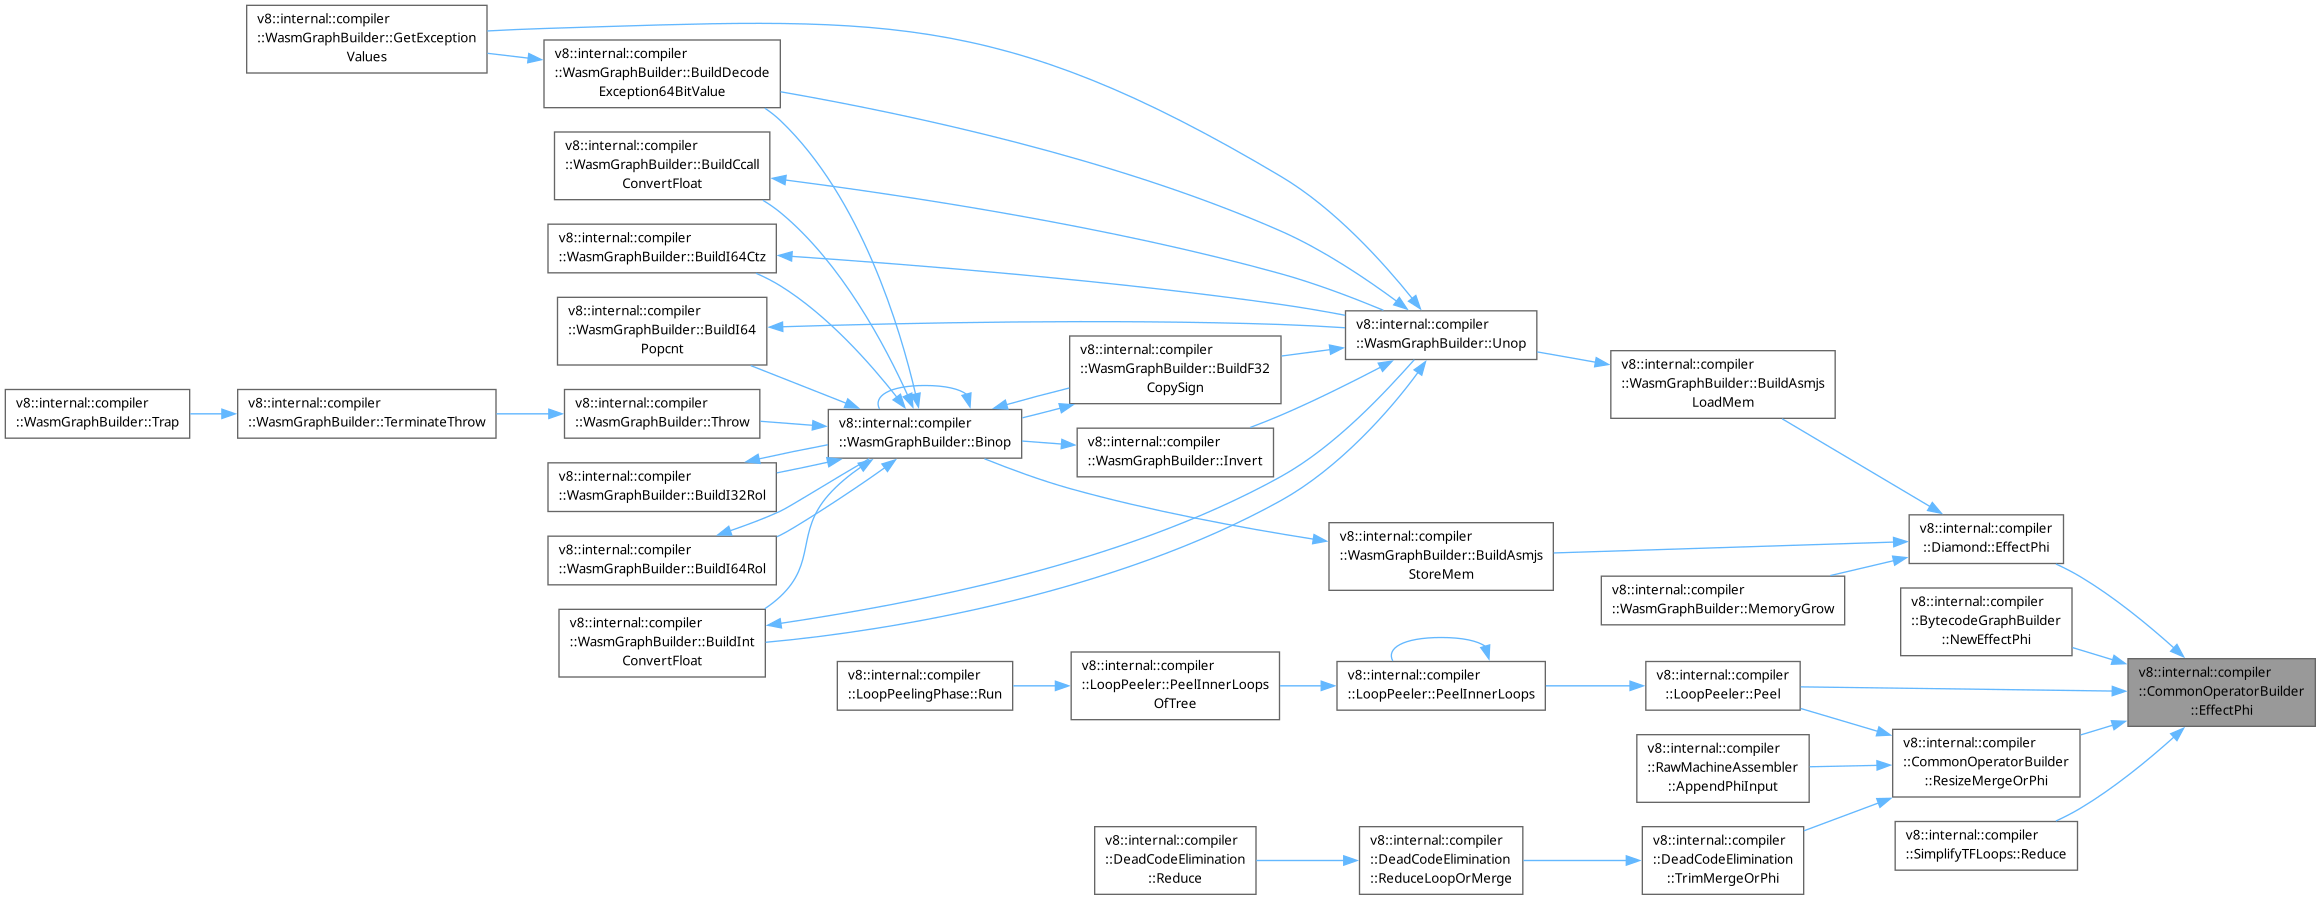 v8::internal::compiler
::WasmGraphBuilder::GetException
Values
v8::internal::compiler
::WasmGraphBuilder::BuildDecode
Exception64BitValue
v8::internal::compiler
::WasmGraphBuilder::BuildCcall
ConvertFloat
v8::internal::compiler
::WasmGraphBuilder::BuildI64Ctz
v8::internal::compiler
::WasmGraphBuilder::BuildI64
Popcnt
v8::internal::compiler
::WasmGraphBuilder::Unop
v8::internal::compiler
::WasmGraphBuilder::BuildF32
CopySign
v8::internal::compiler
::WasmGraphBuilder::BuildAsmjs
LoadMem
v8::internal::compiler
::WasmGraphBuilder::Trap
v8::internal::compiler
::WasmGraphBuilder::TerminateThrow
v8::internal::compiler
::WasmGraphBuilder::Throw
v8::internal::compiler
::WasmGraphBuilder::Binop
v8::internal::compiler
::WasmGraphBuilder::Invert
v8::internal::compiler
::WasmGraphBuilder::BuildI32Rol
v8::internal::compiler
::WasmGraphBuilder::BuildI64Rol
v8::internal::compiler
::WasmGraphBuilder::BuildAsmjs
StoreMem
v8::internal::compiler
::Diamond::EffectPhi
v8::internal::compiler
::WasmGraphBuilder::MemoryGrow
v8::internal::compiler
::BytecodeGraphBuilder
::NewEffectPhi
v8::internal::compiler
::WasmGraphBuilder::BuildInt
ConvertFloat
v8::internal::compiler
::LoopPeelingPhase::Run
v8::internal::compiler
::LoopPeeler::PeelInnerLoops
OfTree
v8::internal::compiler
::LoopPeeler::PeelInnerLoops
v8::internal::compiler
::LoopPeeler::Peel
v8::internal::compiler
::CommonOperatorBuilder
::EffectPhi
v8::internal::compiler
::RawMachineAssembler
::AppendPhiInput
v8::internal::compiler
::CommonOperatorBuilder
::ResizeMergeOrPhi
v8::internal::compiler
::DeadCodeElimination
::Reduce
v8::internal::compiler
::DeadCodeElimination
::ReduceLoopOrMerge
v8::internal::compiler
::DeadCodeElimination
::TrimMergeOrPhi
v8::internal::compiler
::SimplifyTFLoops::Reduce